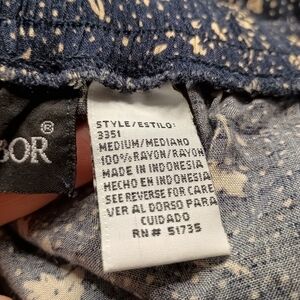 BOR®
STYLE/ESTILO:
3351
MEDIUM/MEDIANO
100% RAYON/RAYON
MADE IN INDONESIA
HECHO EN INDONESIA
SEE REVERSE FOR CARE
VER AL DORSO PARA
CUIDADO
RN# 51735